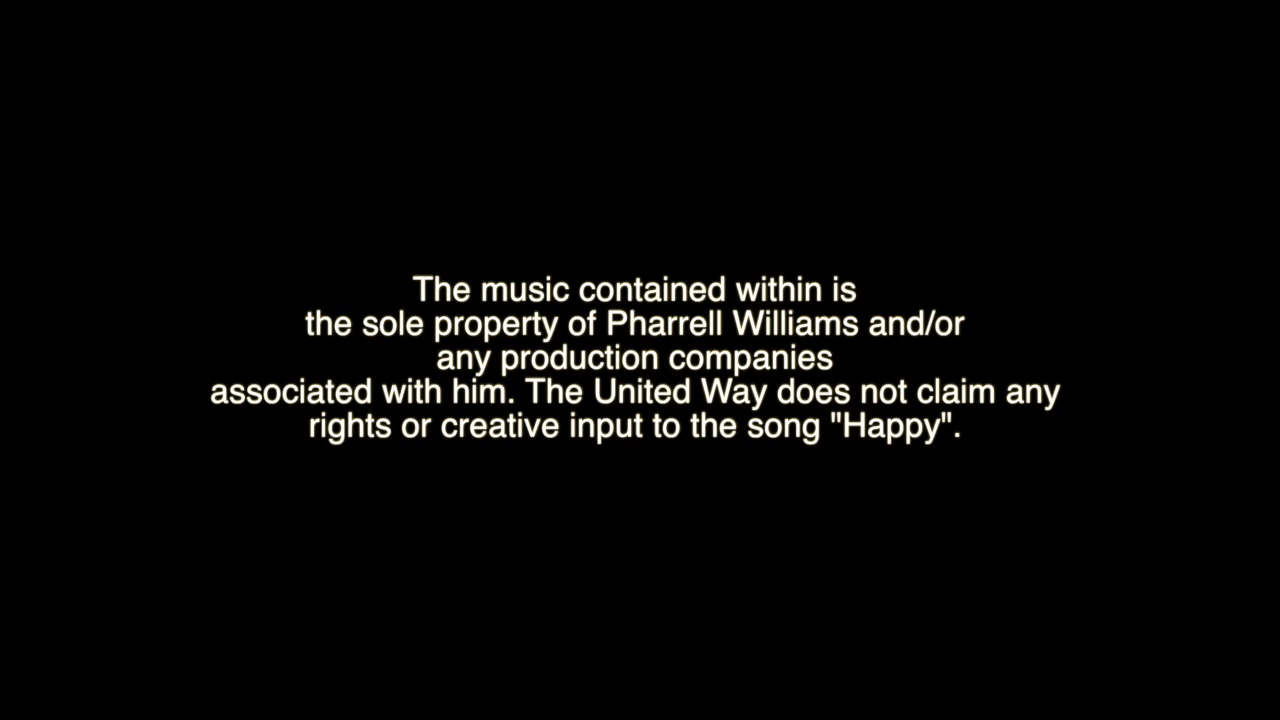 The music contained within is
the sole property of Pharrell Williams and/or
any production companies
associated with him. The United Way does not claim any
rights or creative input to the song "Happy".